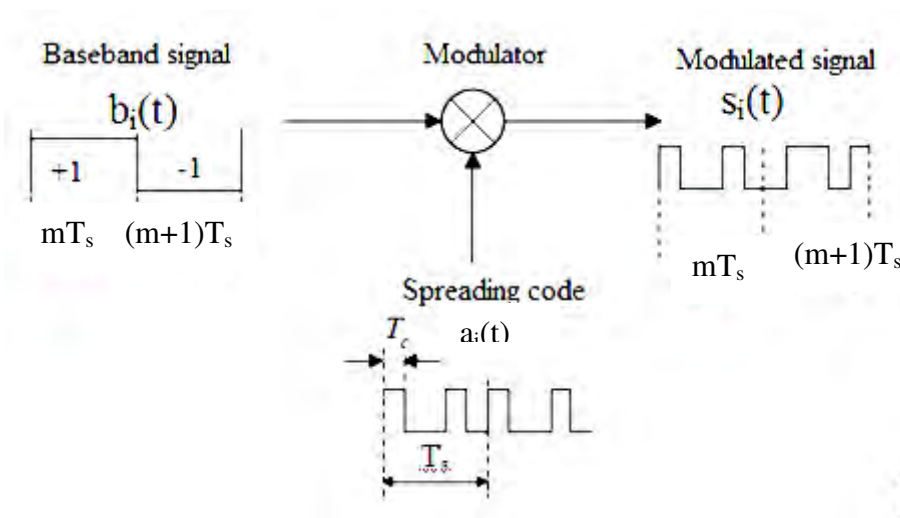 Baseband signal
Modulator
Modulated signal
bᵢ(t)
sᵢ(t)
+1 -1
mTₛ (m+1)Tₛ
mTₛ (m+1)Tₛ
Spreading code
aᵢ(t)
T_c
Tₛ